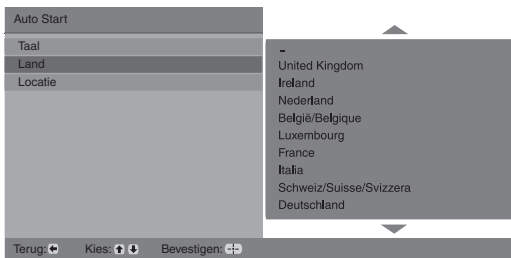 Auto Start
Taal
Land
Locatie
-
United Kingdom
Ireland
Nederland
België/Belgique
Luxembourg
France
Italia
Schweiz/Suisse/Svizzera
Deutschland
Terug: Kies: Bevestigen: